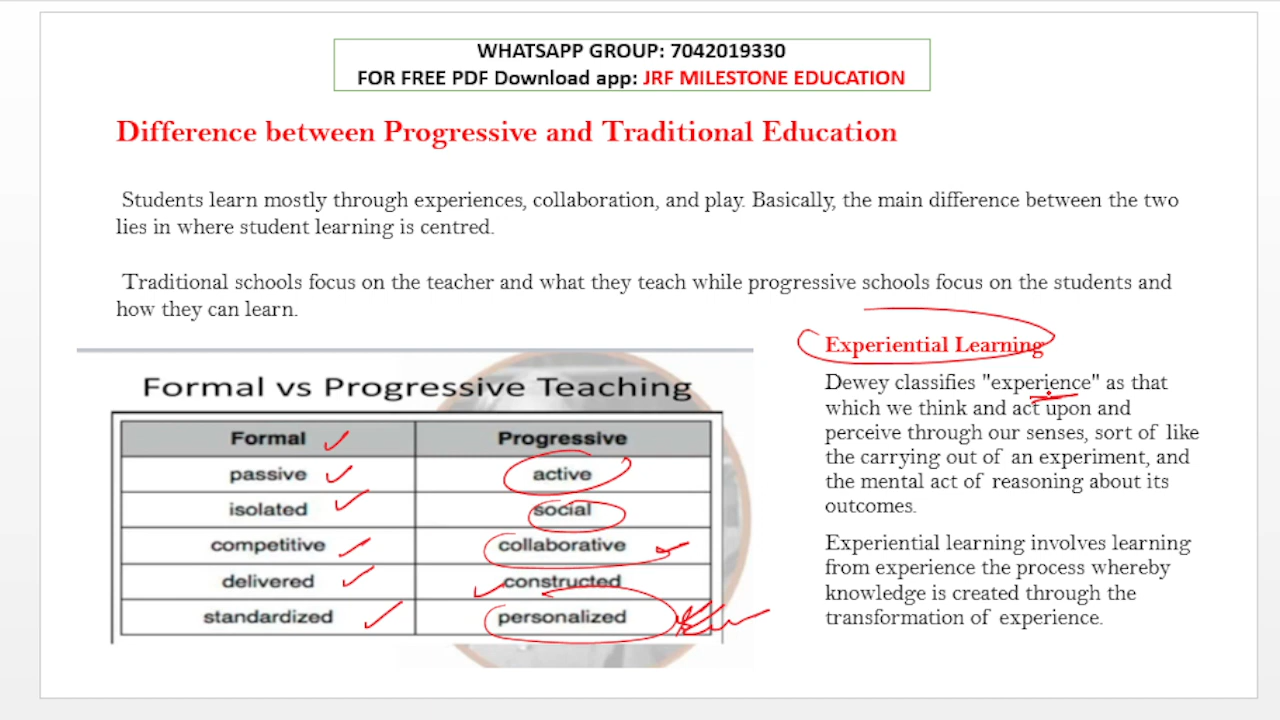 WHATSAPP GROUP: 7042019330
FOR FREE PDF Download app: JRF MILESTONE EDUCATION
Difference between Progressive and Traditional Education
Students learn mostly through experiences, collaboration, and play. Basically, the main difference between the two
lies in where student learning is centred.
Traditional schools focus on the teacher and what they teach while progressive schools focus on the students and
how they can learn.
Formal vs Progressive Teaching
Formal Progressive
passive active
isolated social
competitive collaborative
delivered constructed
standardized personalized
Experiential Learning
Dewey classifies "experience" as that
which we think and act upon and
perceive through our senses, sort of like
the carrying out of an experiment, and
the mental act of reasoning about its
outcomes.
Experiential learning involves learning
from experience the process whereby
knowledge is created through the
transformation of experience.